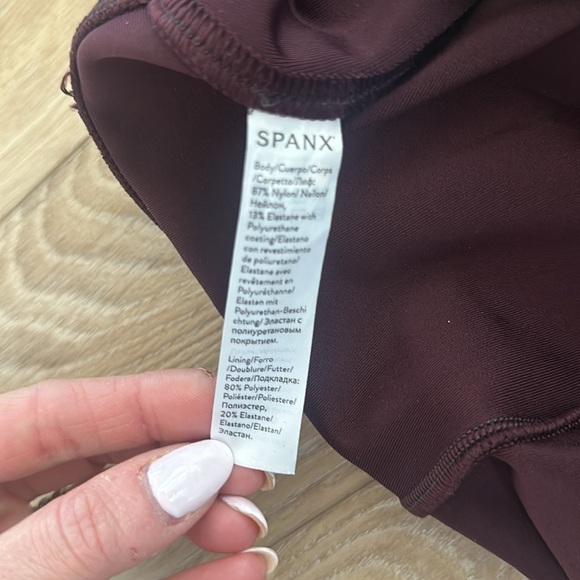 SPANX
Body/Cuerpo/Corps
/Corpetto/Лиф:
87% Nylon/ Nailon/
Нейлон,
13% Elastane with
Polyurethane
coating/Elastano
con revestimiento
de poliuretano/
Elastane avec
revêtement en
Polyuréthanne/
Elastan mit
Polyurethan-Beschi
chtung/ Эластан с
полиуретановым
покрытием.
Lining/Forro
/Doublure/Futter/
Fodera/Подкладка:
80% Polyester/
Poliéster/Poliestere/
Полиэстер,
20% Elastane/
Elastano/Elastan/
Эластан.